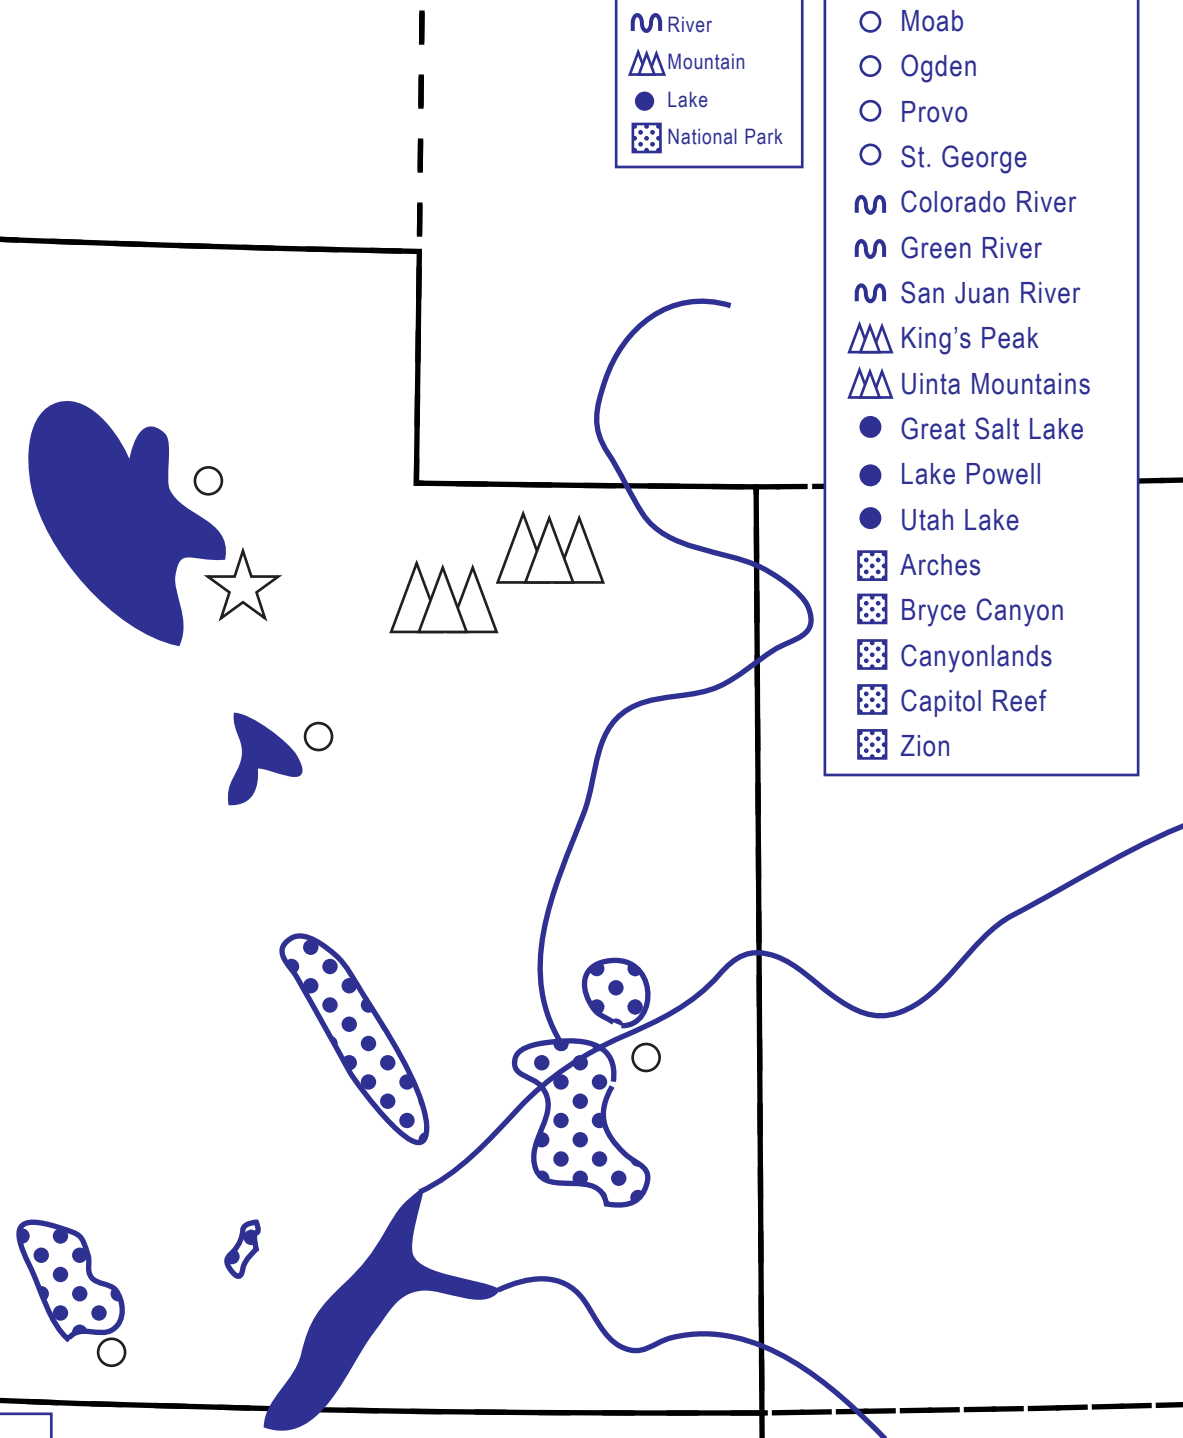 River
Mountain
Lake
National Park
Moab
Ogden
Provo
St. George
Colorado River
Green River
San Juan River
King's Peak
Uinta Mountains
Great Salt Lake
Lake Powell
Utah Lake
Arches
Bryce Canyon
Canyonlands
Capitol Reef
Zion